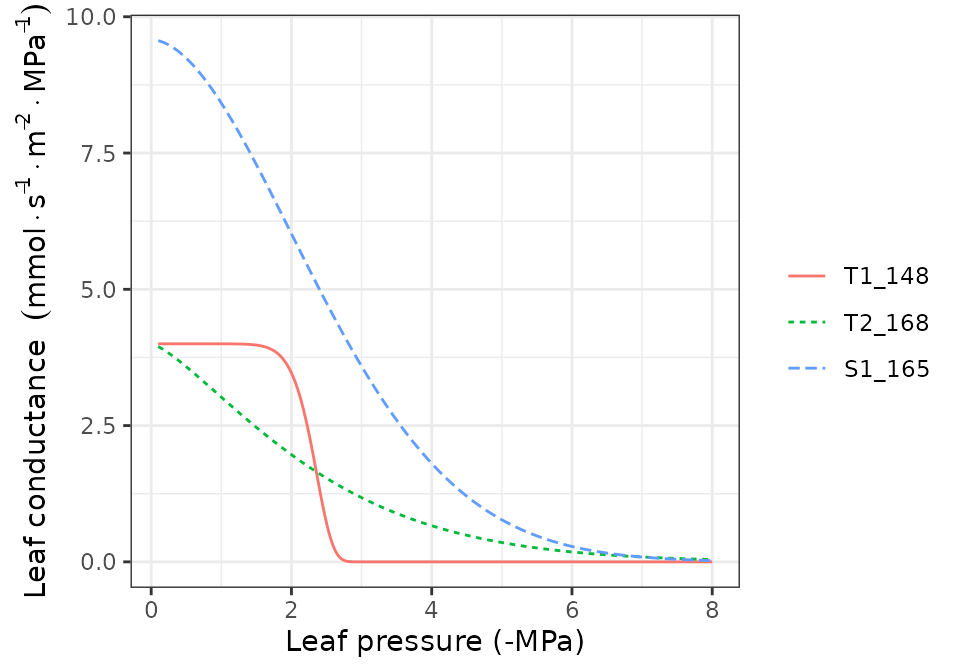 Leaf conductance (mmol · s⁻¹ · m⁻² · MPa⁻¹)
10.0
7.5
5.0
2.5
0.0
0 2 4 6 8
Leaf pressure (-MPa)
T1_148
T2_168
S1_165